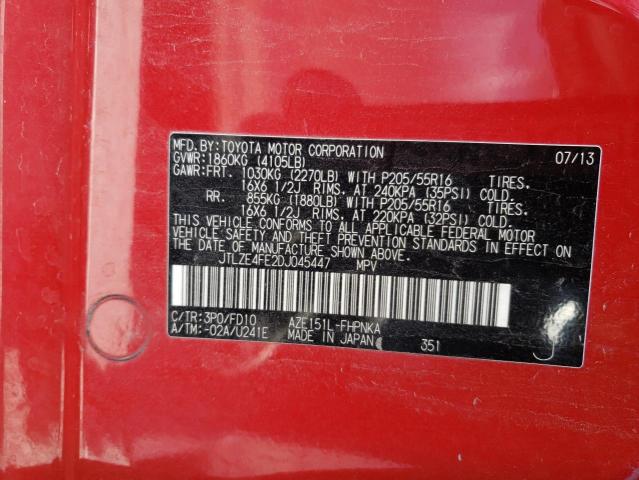 MFD. BY: TOYOTA MOTOR CORPORATION 07/13
GVWR: 1860KG (4105LB)
GAWR: FRT. 1030KG (2270LB) WITH P205/55R16 TIRES,
16X6 1/2J RIMS, AT 240KPA (35PSI) COLD
RR. 855KG (1880LB) WITH P205/55R16 TIRES,
16X6 1/2J RIMS, AT 220KPA (32PSI) COLD
THIS VEHICLE CONFORMS TO ALL APPLICABLE FEDERAL MOTOR
VEHICLE SAFETY, AND THEFT PREVENTION STANDARDS IN
EFFECT ON THE DATE OF MANUFACTURE SHOWN ABOVE.
JTLZE4FE2DJ045447 MPV
C/TR: 3P0/FD10 AZE151L-FHPNKA
A/TM: -02A/U241E MADE IN JAPAN 351
J